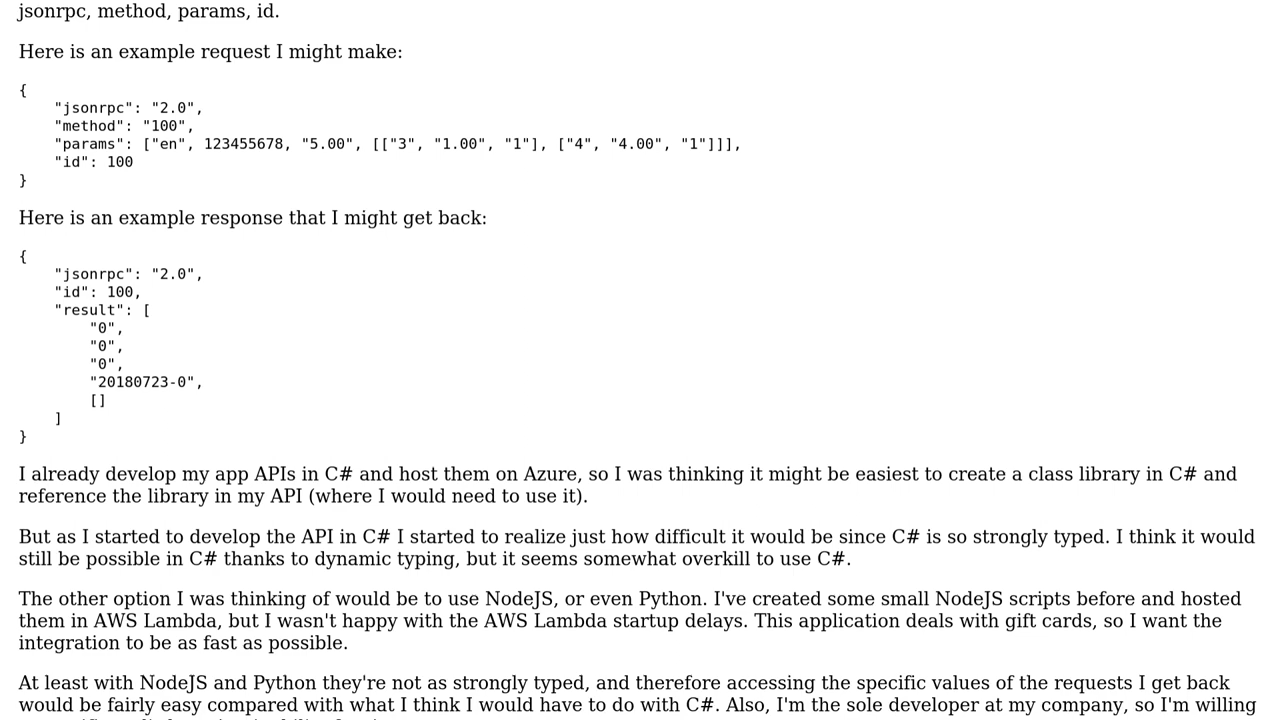 jsonrpc, method, params, id.
Here is an example request I might make:
{
    "jsonrpc": "2.0",
    "method": "100",
    "params": ["en", 123455678, "5.00", [["3", "1.00", "1"], ["4", "4.00", "1"]]],
    "id": 100
}
Here is an example response that I might get back:
{
    "jsonrpc": "2.0",
    "id": 100,
    "result": [
        "0",
        "0",
        "0",
        "20180723-0",
        []
    ]
}
I already develop my app APIs in C# and host them on Azure, so I was thinking it might be easiest to create a class library in C# and
reference the library in my API (where I would need to use it).
But as I started to develop the API in C# I started to realize just how difficult it would be since C# is so strongly typed. I think it would
still be possible in C# thanks to dynamic typing, but it seems somewhat overkill to use C#.
The other option I was thinking of would be to use NodeJS, or even Python. I've created some small NodeJS scripts before and hosted
them in AWS Lambda, but I wasn't happy with the AWS Lambda startup delays. This application deals with gift cards, so I want the
integration to be as fast as possible.
At least with NodeJS and Python they're not as strongly typed, and therefore accessing the specific values of the requests I get back
would be fairly easy compared with what I think I would have to do with C#. Also, I'm the sole developer at my company, so I'm willing